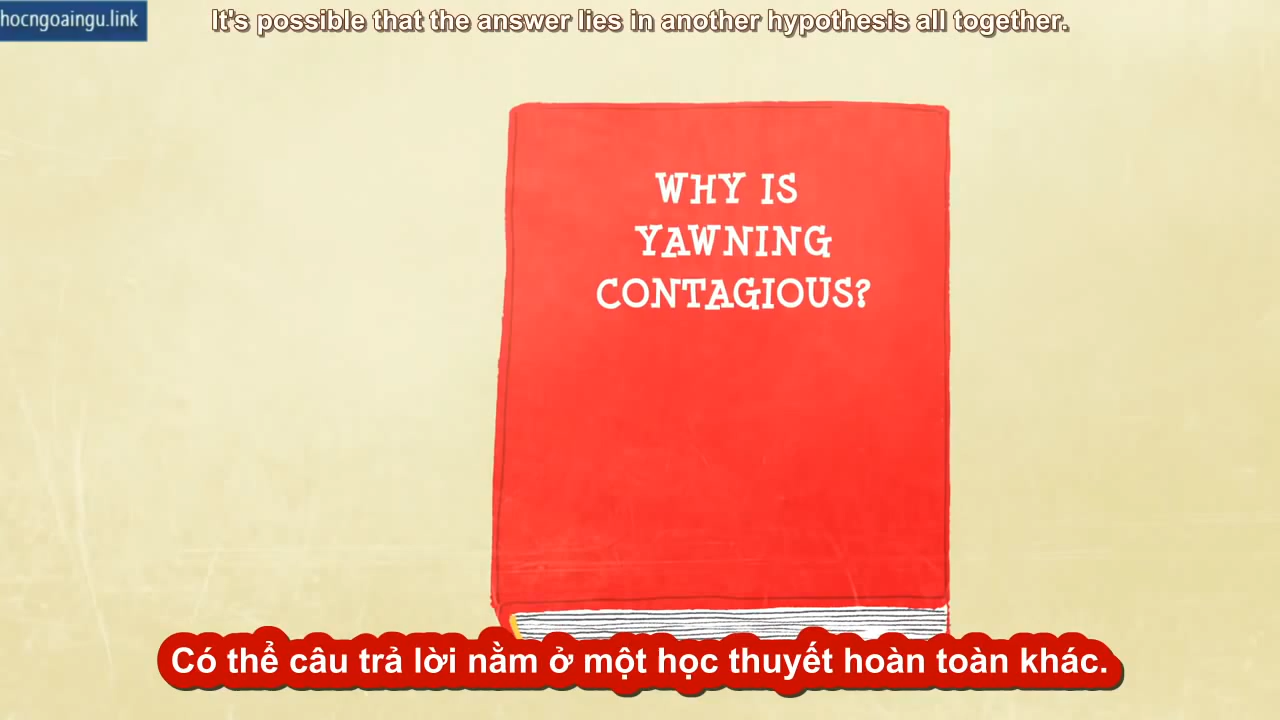 hocngoaingu.link
It's possible that the answer lies in another hypothesis all together.
WHY IS
YAWNING
CONTAGIOUS?
Có thể câu trả lời nằm ở một học thuyết hoàn toàn khác.